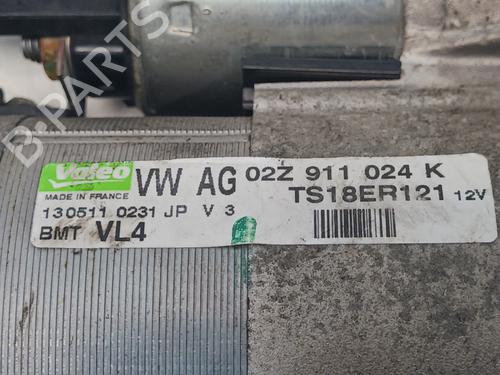 B-PARTS
Valeo
MADE IN FRANCE
VW AG 02Z 911 024 K
TS18ER121 12V
130511 0231 JP V 3
BMT VL4